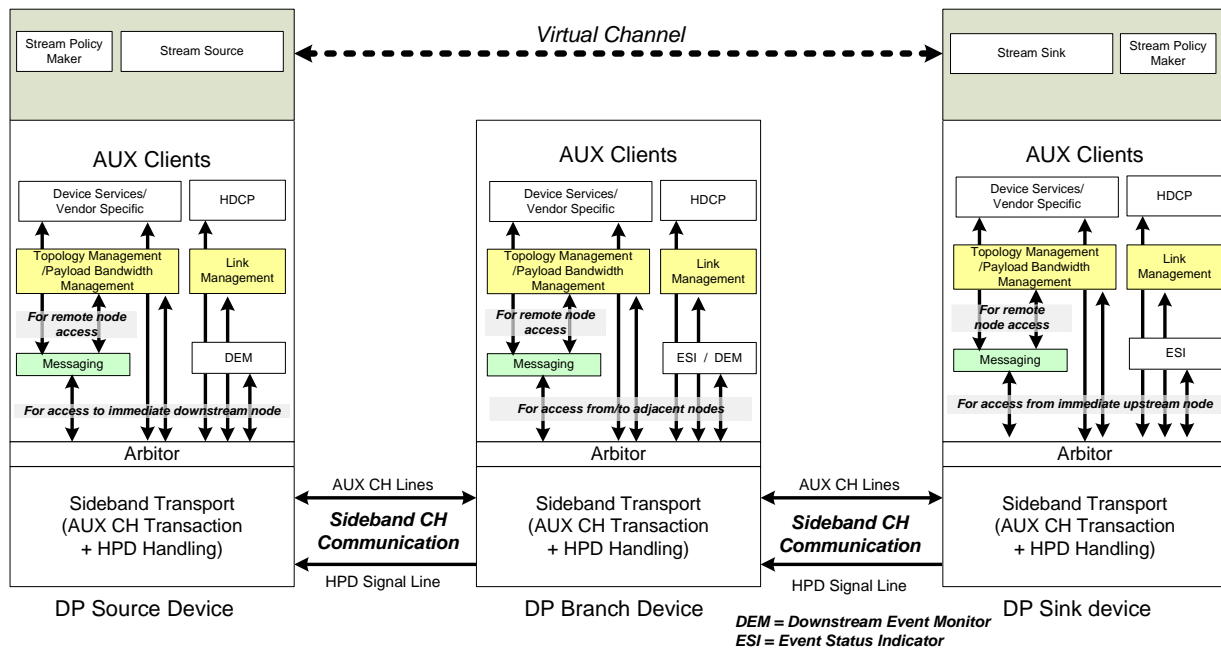 Virtual Channel
Stream Policy
Maker
Stream Source
Stream Sink
Stream Policy
Maker
AUX Clients
Device Services/
Vendor Specific
HDCP
Topology Management
/Payload Bandwidth
Management
Link
Management
For remote node
access
Messaging
DEM
For access to immediate downstream node
Arbitor
Sideband Transport
(AUX CH Transaction
+ HPD Handling)
DP Source Device
AUX CH Lines
Sideband CH
Communication
HPD Signal Line
AUX Clients
Device Services/
Vendor Specific
HDCP
Topology Management
/Payload Bandwidth
Management
Link
Management
For remote node
access
Messaging
ESI / DEM
For access from/to adjacent nodes
Arbitor
Sideband Transport
(AUX CH Transaction
+ HPD Handling)
DP Branch Device
AUX CH Lines
Sideband CH
Communication
HPD Signal Line
AUX Clients
Device Services/
Vendor Specific
HDCP
Topology Management
/Payload Bandwidth
Management
Link
Management
For remote
node access
Messaging
ESI
For access from immediate upstream node
Arbitor
Sideband Transport
(AUX CH Transaction
+ HPD Handling)
DP Sink device
DEM = Downstream Event Monitor
ESI = Event Status Indicator